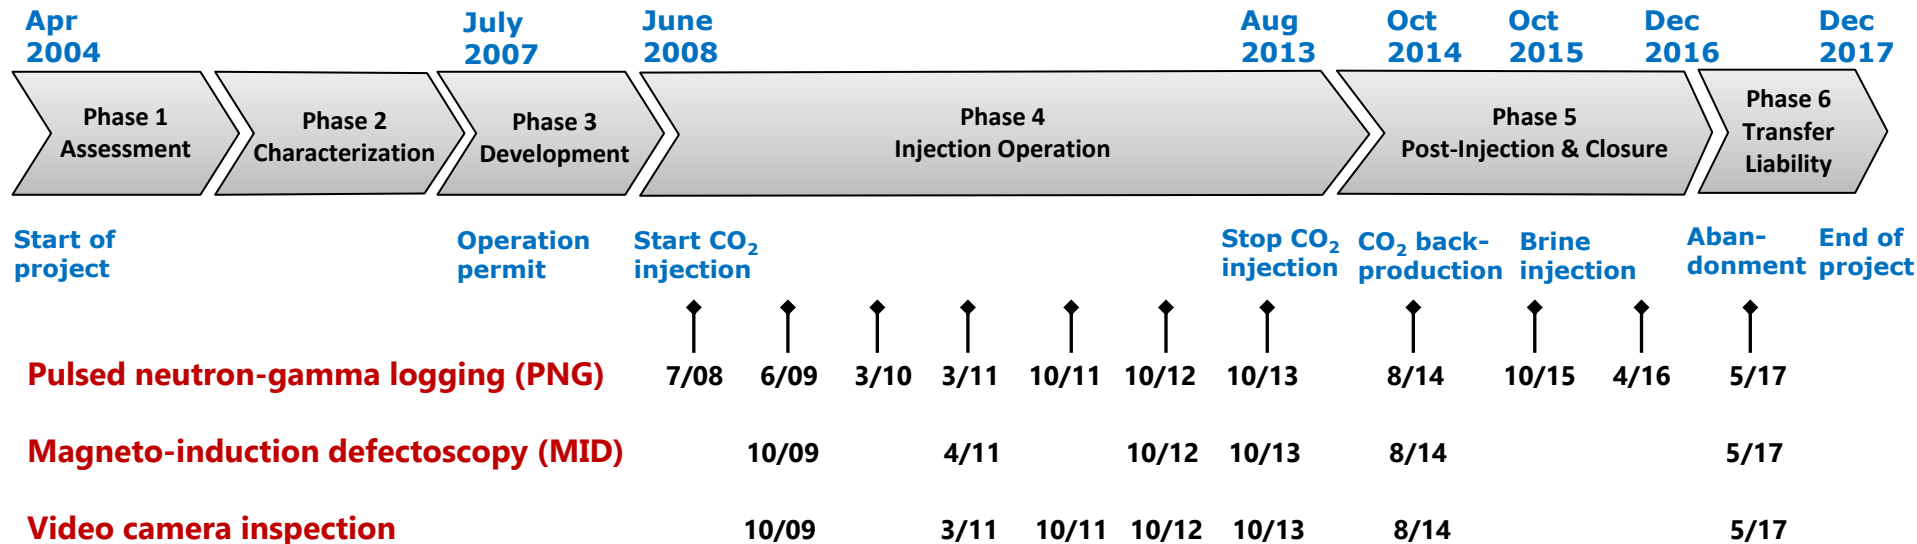 Apr 2004
July 2007
June 2008
Aug 2013
Oct 2014
Oct 2015
Dec 2016
Dec 2017
Phase 1
Assessment
Phase 2
Characterization
Phase 3
Development
Phase 4
Injection Operation
Phase 5
Post-Injection & Closure
Phase 6
Transfer
Liability
Start of
project
Operation
permit
Start CO₂
injection
Stop CO₂
injection
CO₂ back-
production
Brine
injection
Aban-
donment
End of
project
Pulsed neutron-gamma logging (PNG) 7/08 6/09 3/10 3/11 10/11 10/12 10/13 8/14 10/15 4/16 5/17
Magneto-induction defectoscopy (MID) 10/09 4/11 10/12 10/13 8/14 5/17
Video camera inspection 10/09 3/11 10/11 10/12 10/13 8/14 5/17